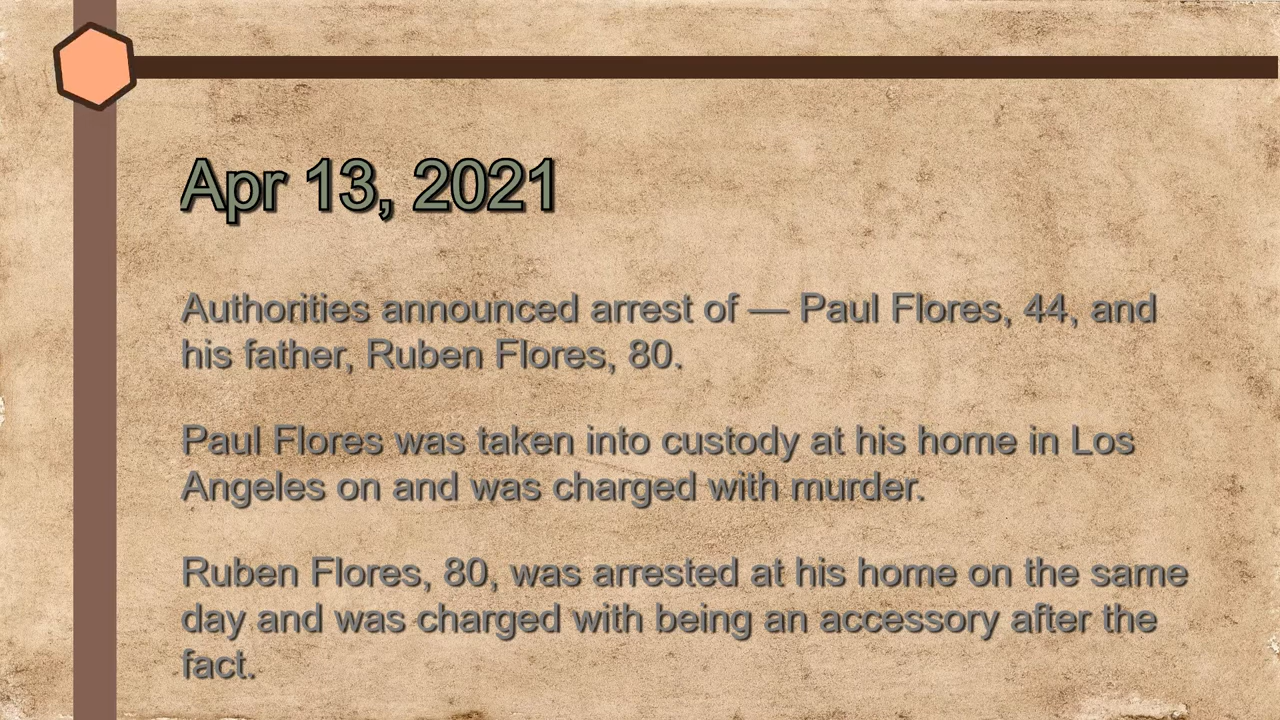 Apr 13, 2021
Authorities announced arrest of — Paul Flores, 44, and
his father, Ruben Flores, 80.
Paul Flores was taken into custody at his home in Los
Angeles on and was charged with murder.
Ruben Flores, 80, was arrested at his home on the same
day and was charged with being an accessory after the
fact.